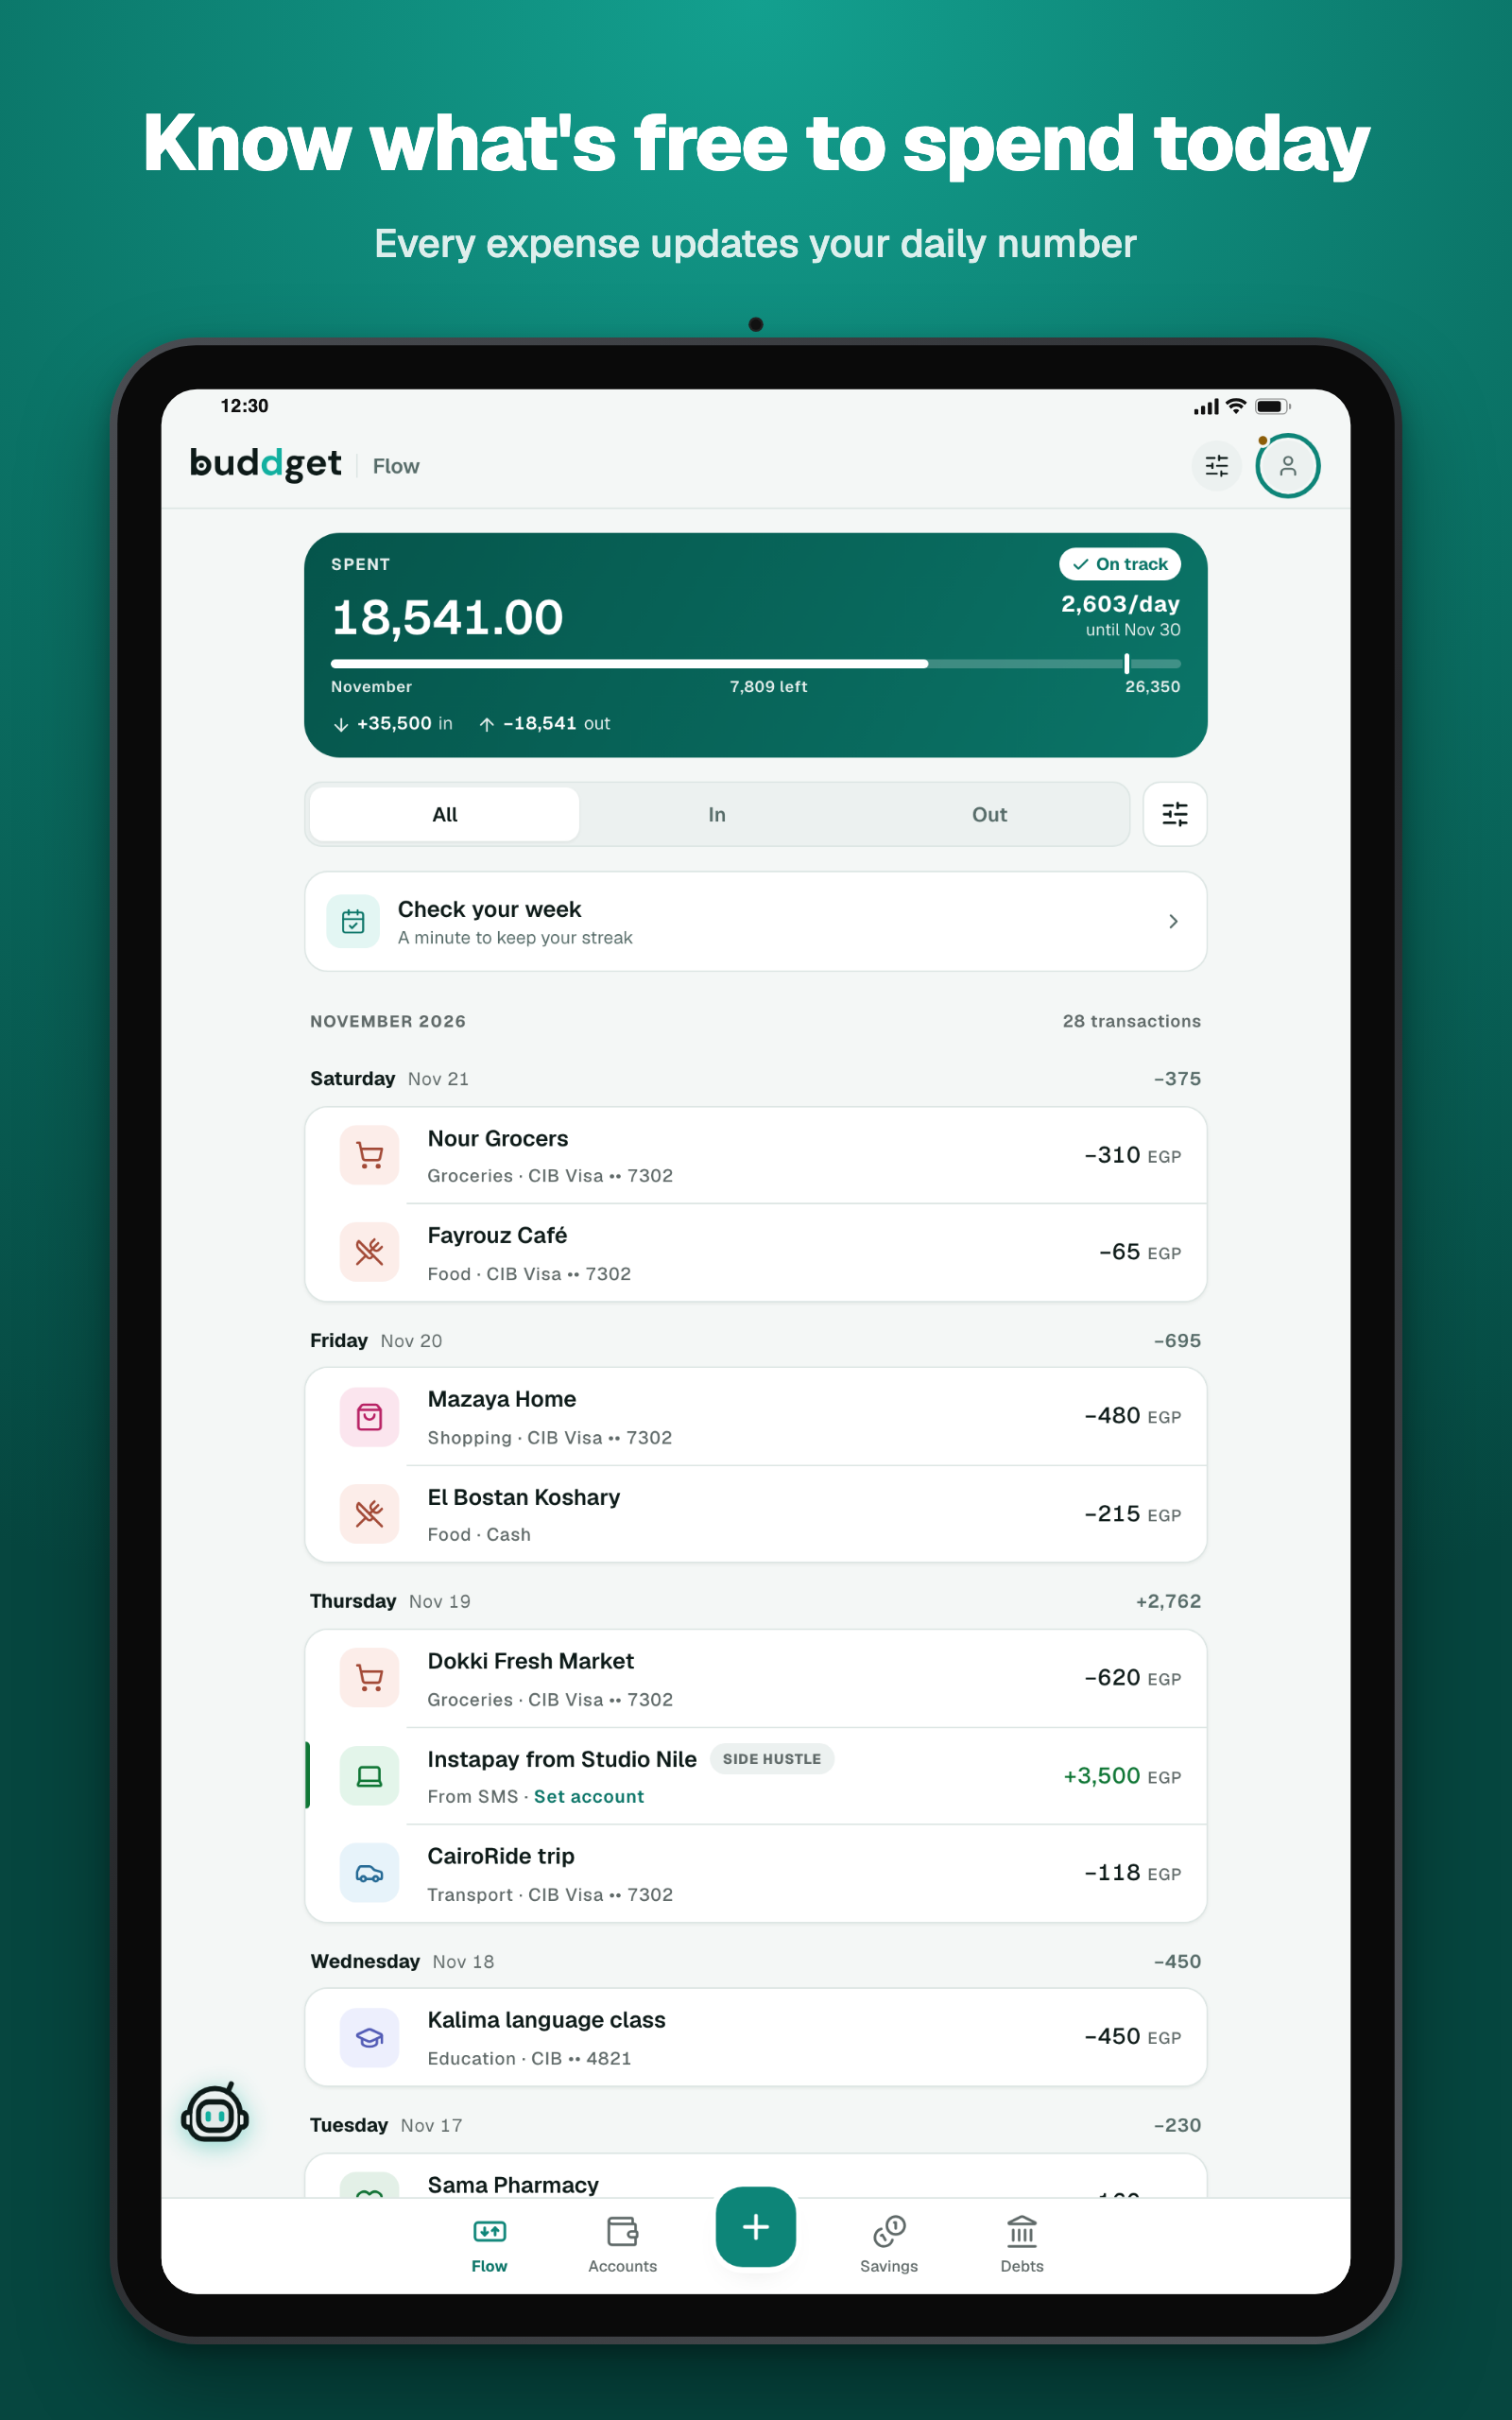 Know what's free to spend today
Every expense updates your daily number
12:30
buddget Flow
SPENT
On track
18,541.00
2,603/day
until Nov 30
November 7,809 left 26,350
+35,500 in −18,541 out
All In Out
Check your week
A minute to keep your streak
NOVEMBER 2026 28 transactions
Saturday Nov 21 −375
Nour Grocers
Groceries · CIB Visa •• 7302
−310 EGP
Fayrouz Café
Food · CIB Visa •• 7302
−65 EGP
Friday Nov 20 −695
Mazaya Home
Shopping · CIB Visa •• 7302
−480 EGP
El Bostan Koshary
Food · Cash
−215 EGP
Thursday Nov 19 +2,762
Dokki Fresh Market
Groceries · CIB Visa •• 7302
−620 EGP
Instapay from Studio Nile SIDE HUSTLE
From SMS · Set account
+3,500 EGP
CairoRide trip
Transport · CIB Visa •• 7302
−118 EGP
Wednesday Nov 18 −450
Kalima language class
Education · CIB •• 4821
−450 EGP
Tuesday Nov 17 −230
Sama Pharmacy
Flow Accounts Savings Debts